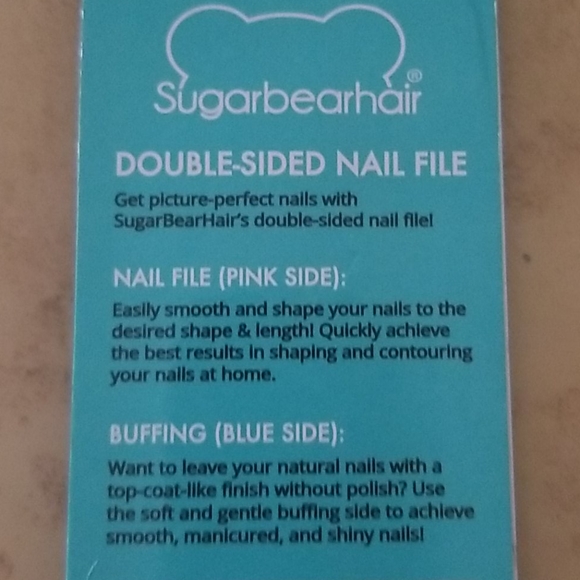 Sugarbearhair®
DOUBLE-SIDED NAIL FILE
Get picture-perfect nails with
SugarBearHair's double-sided nail file!
NAIL FILE (PINK SIDE):
Easily smooth and shape your nails to the
desired shape & length! Quickly achieve
the best results in shaping and contouring
your nails at home.
BUFFING (BLUE SIDE):
Want to leave your natural nails with a
top-coat-like finish without polish? Use
the soft and gentle buffing side to achieve
smooth, manicured, and shiny nails!